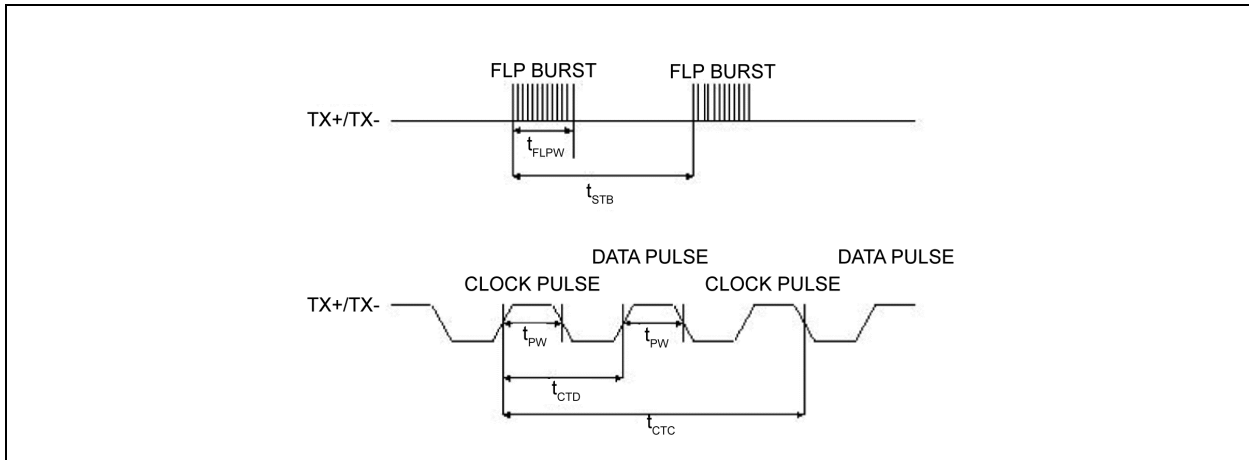 FLP BURST FLP BURST
TX+/TX-
tFLPW
tSTB
DATA PULSE DATA PULSE
CLOCK PULSE CLOCK PULSE
TX+/TX-
tPW tPW
tCTD
tCTC